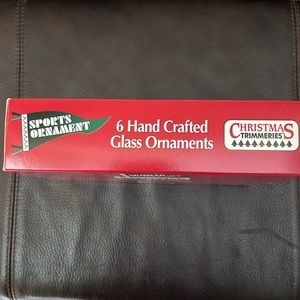 SPORTS
ORNAMENT
6 Hand Crafted
Glass Ornaments
CHRISTMAS
TRIMMERIES